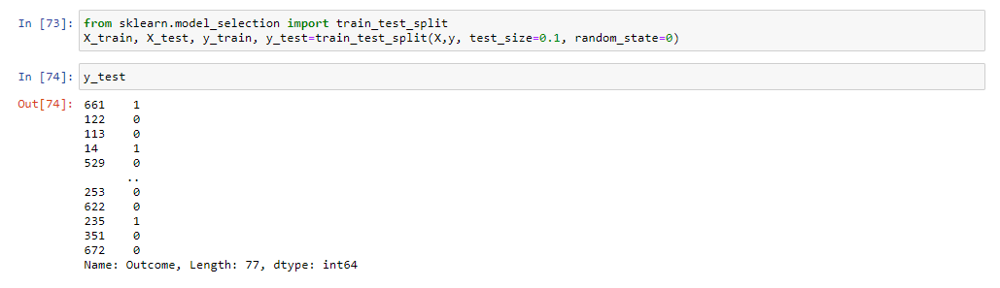 In [73]: from sklearn.model_selection import train_test_split
X_train, X_test, y_train, y_test=train_test_split(X,y, test_size=0.1, random_state=0)
In [74]: y_test
Out[74]: 661    1
122    0
113    0
14     1
529    0
..
253    0
622    0
235    1
351    0
672    0
Name: Outcome, Length: 77, dtype: int64